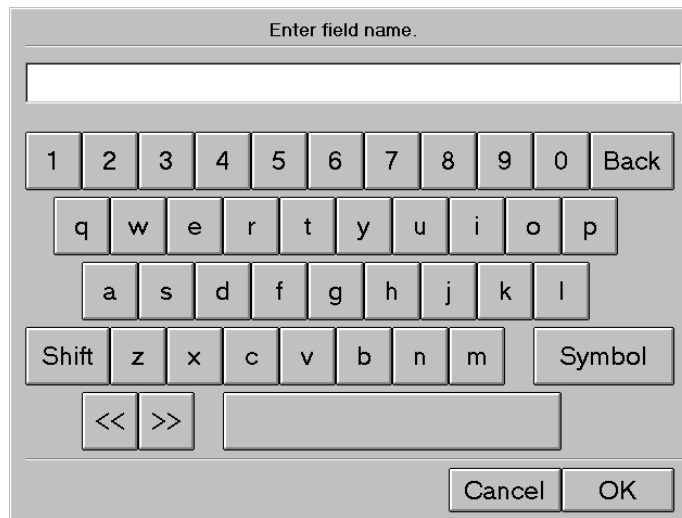 Enter field name.
1 2 3 4 5 6 7 8 9 0 Back
q w e r t y u i o p
a s d f g h j k l
Shift z x c v b n m Symbol
<< >>
Cancel OK